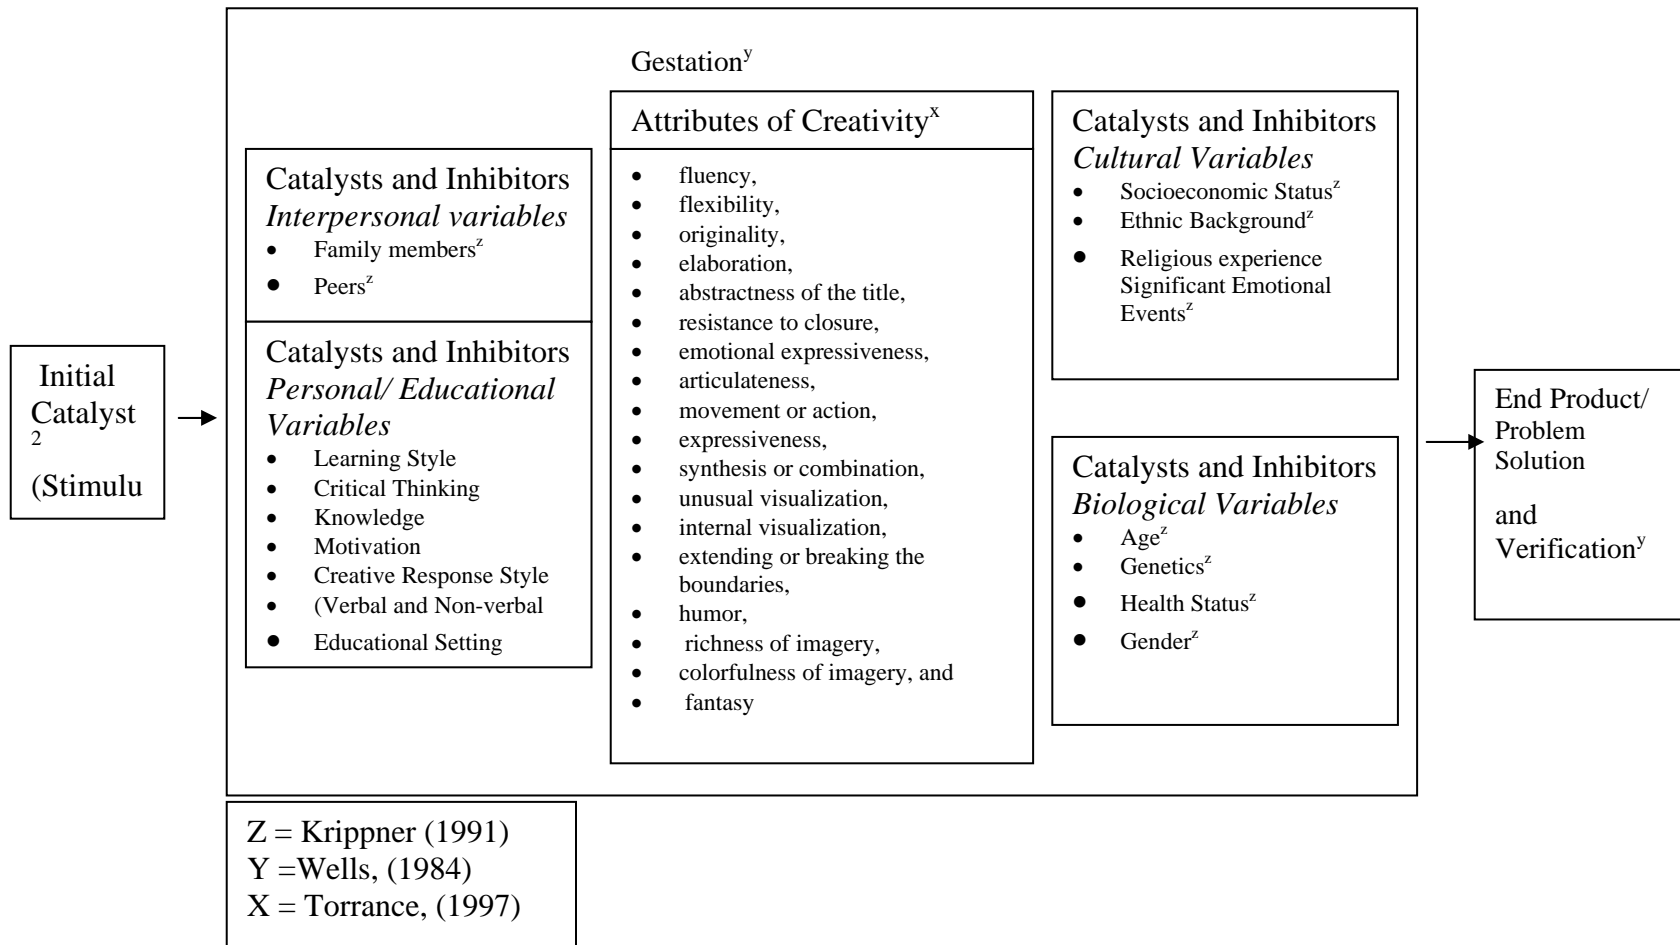 Initial
Catalyst
2
(Stimulu
Gestation^y
Catalysts and Inhibitors
Interpersonal variables
• Family members^z
• Peers^z
Catalysts and Inhibitors
Personal/ Educational
Variables
• Learning Style
• Critical Thinking
• Knowledge
• Motivation
• Creative Response Style
• (Verbal and Non-verbal
• Educational Setting
Attributes of Creativity^x
• fluency,
• flexibility,
• originality,
• elaboration,
• abstractness of the title,
• resistance to closure,
• emotional expressiveness,
• articulateness,
• movement or action,
• expressiveness,
• synthesis or combination,
• unusual visualization,
• internal visualization,
• extending or breaking the
boundaries,
• humor,
• richness of imagery,
• colorfulness of imagery, and
• fantasy
Catalysts and Inhibitors
Cultural Variables
• Socioeconomic Status^z
• Ethnic Background^z
• Religious experience
Significant Emotional
Events^z
Catalysts and Inhibitors
Biological Variables
• Age^z
• Genetics^z
• Health Status^z
• Gender^z
End Product/
Problem
Solution
and
Verification^y
Z = Krippner (1991)
Y =Wells, (1984)
X = Torrance, (1997)